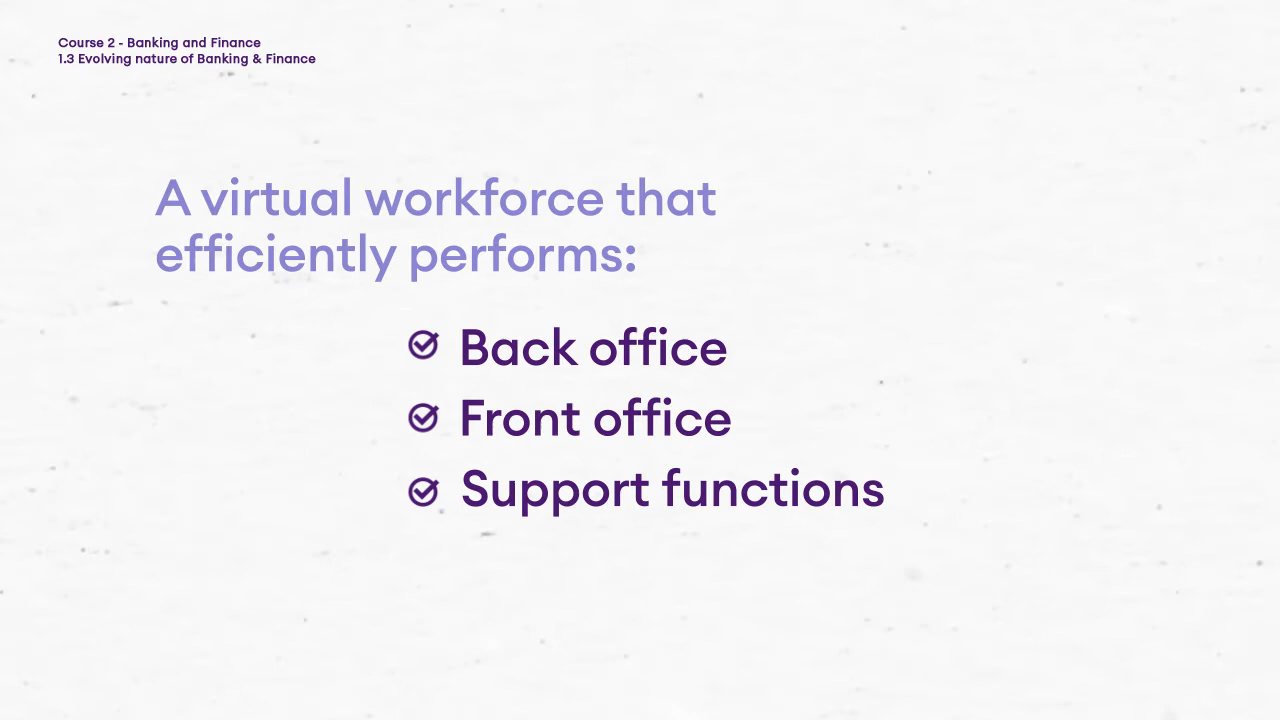 Course 2 - Banking and Finance
1.3 Evolving nature of Banking & Finance
A virtual workforce that
efficiently performs:
Back office
Front office
Support functions